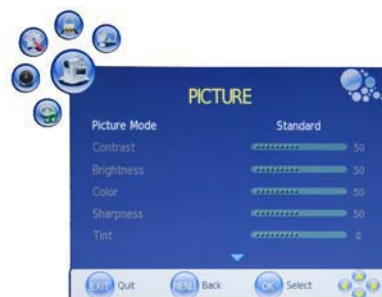 PICTURE
Picture Mode Standard
Contrast 50
Brightness 50
Color 50
Sharpness 50
Tint 0
EXIT Quit MENU Back OK Select